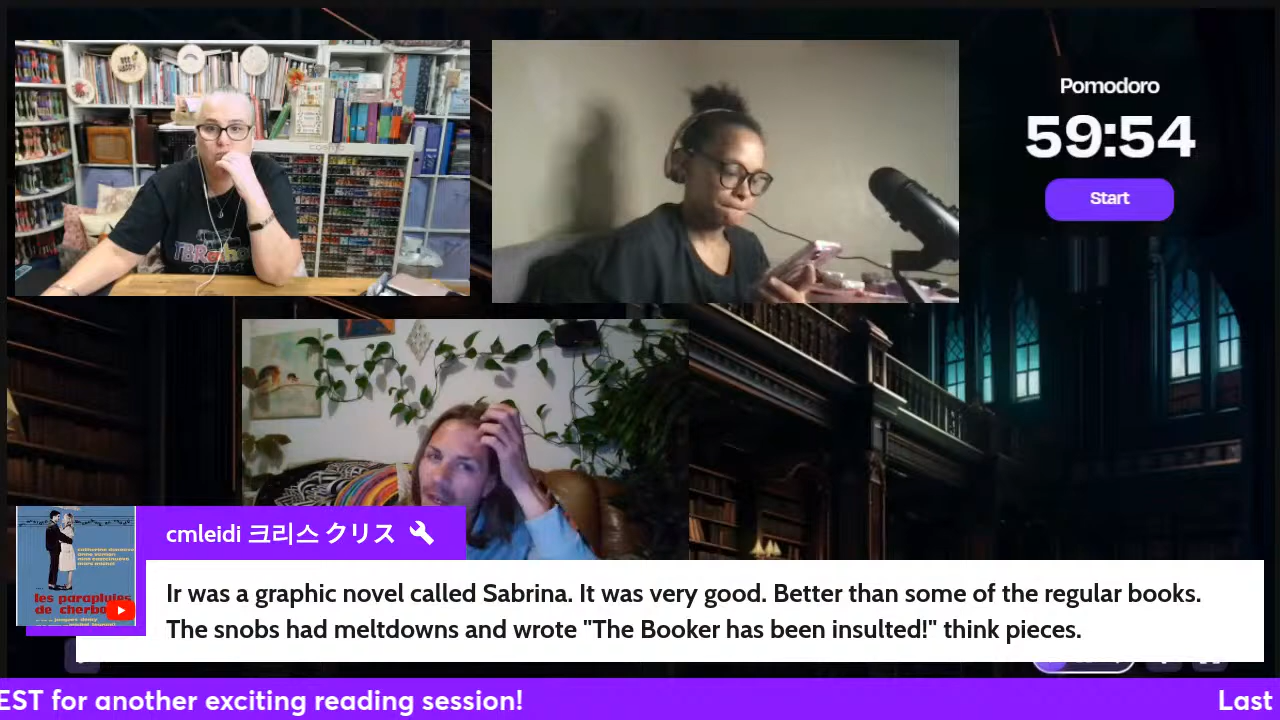 Pomodoro
59:54
Start
cmleidi 크리스 クリス
Ir was a graphic novel called Sabrina. It was very good. Better than some of the regular books.
The snobs had meltdowns and wrote "The Booker has been insulted!" think pieces.
les parapluies
EST for another exciting reading session!
Last